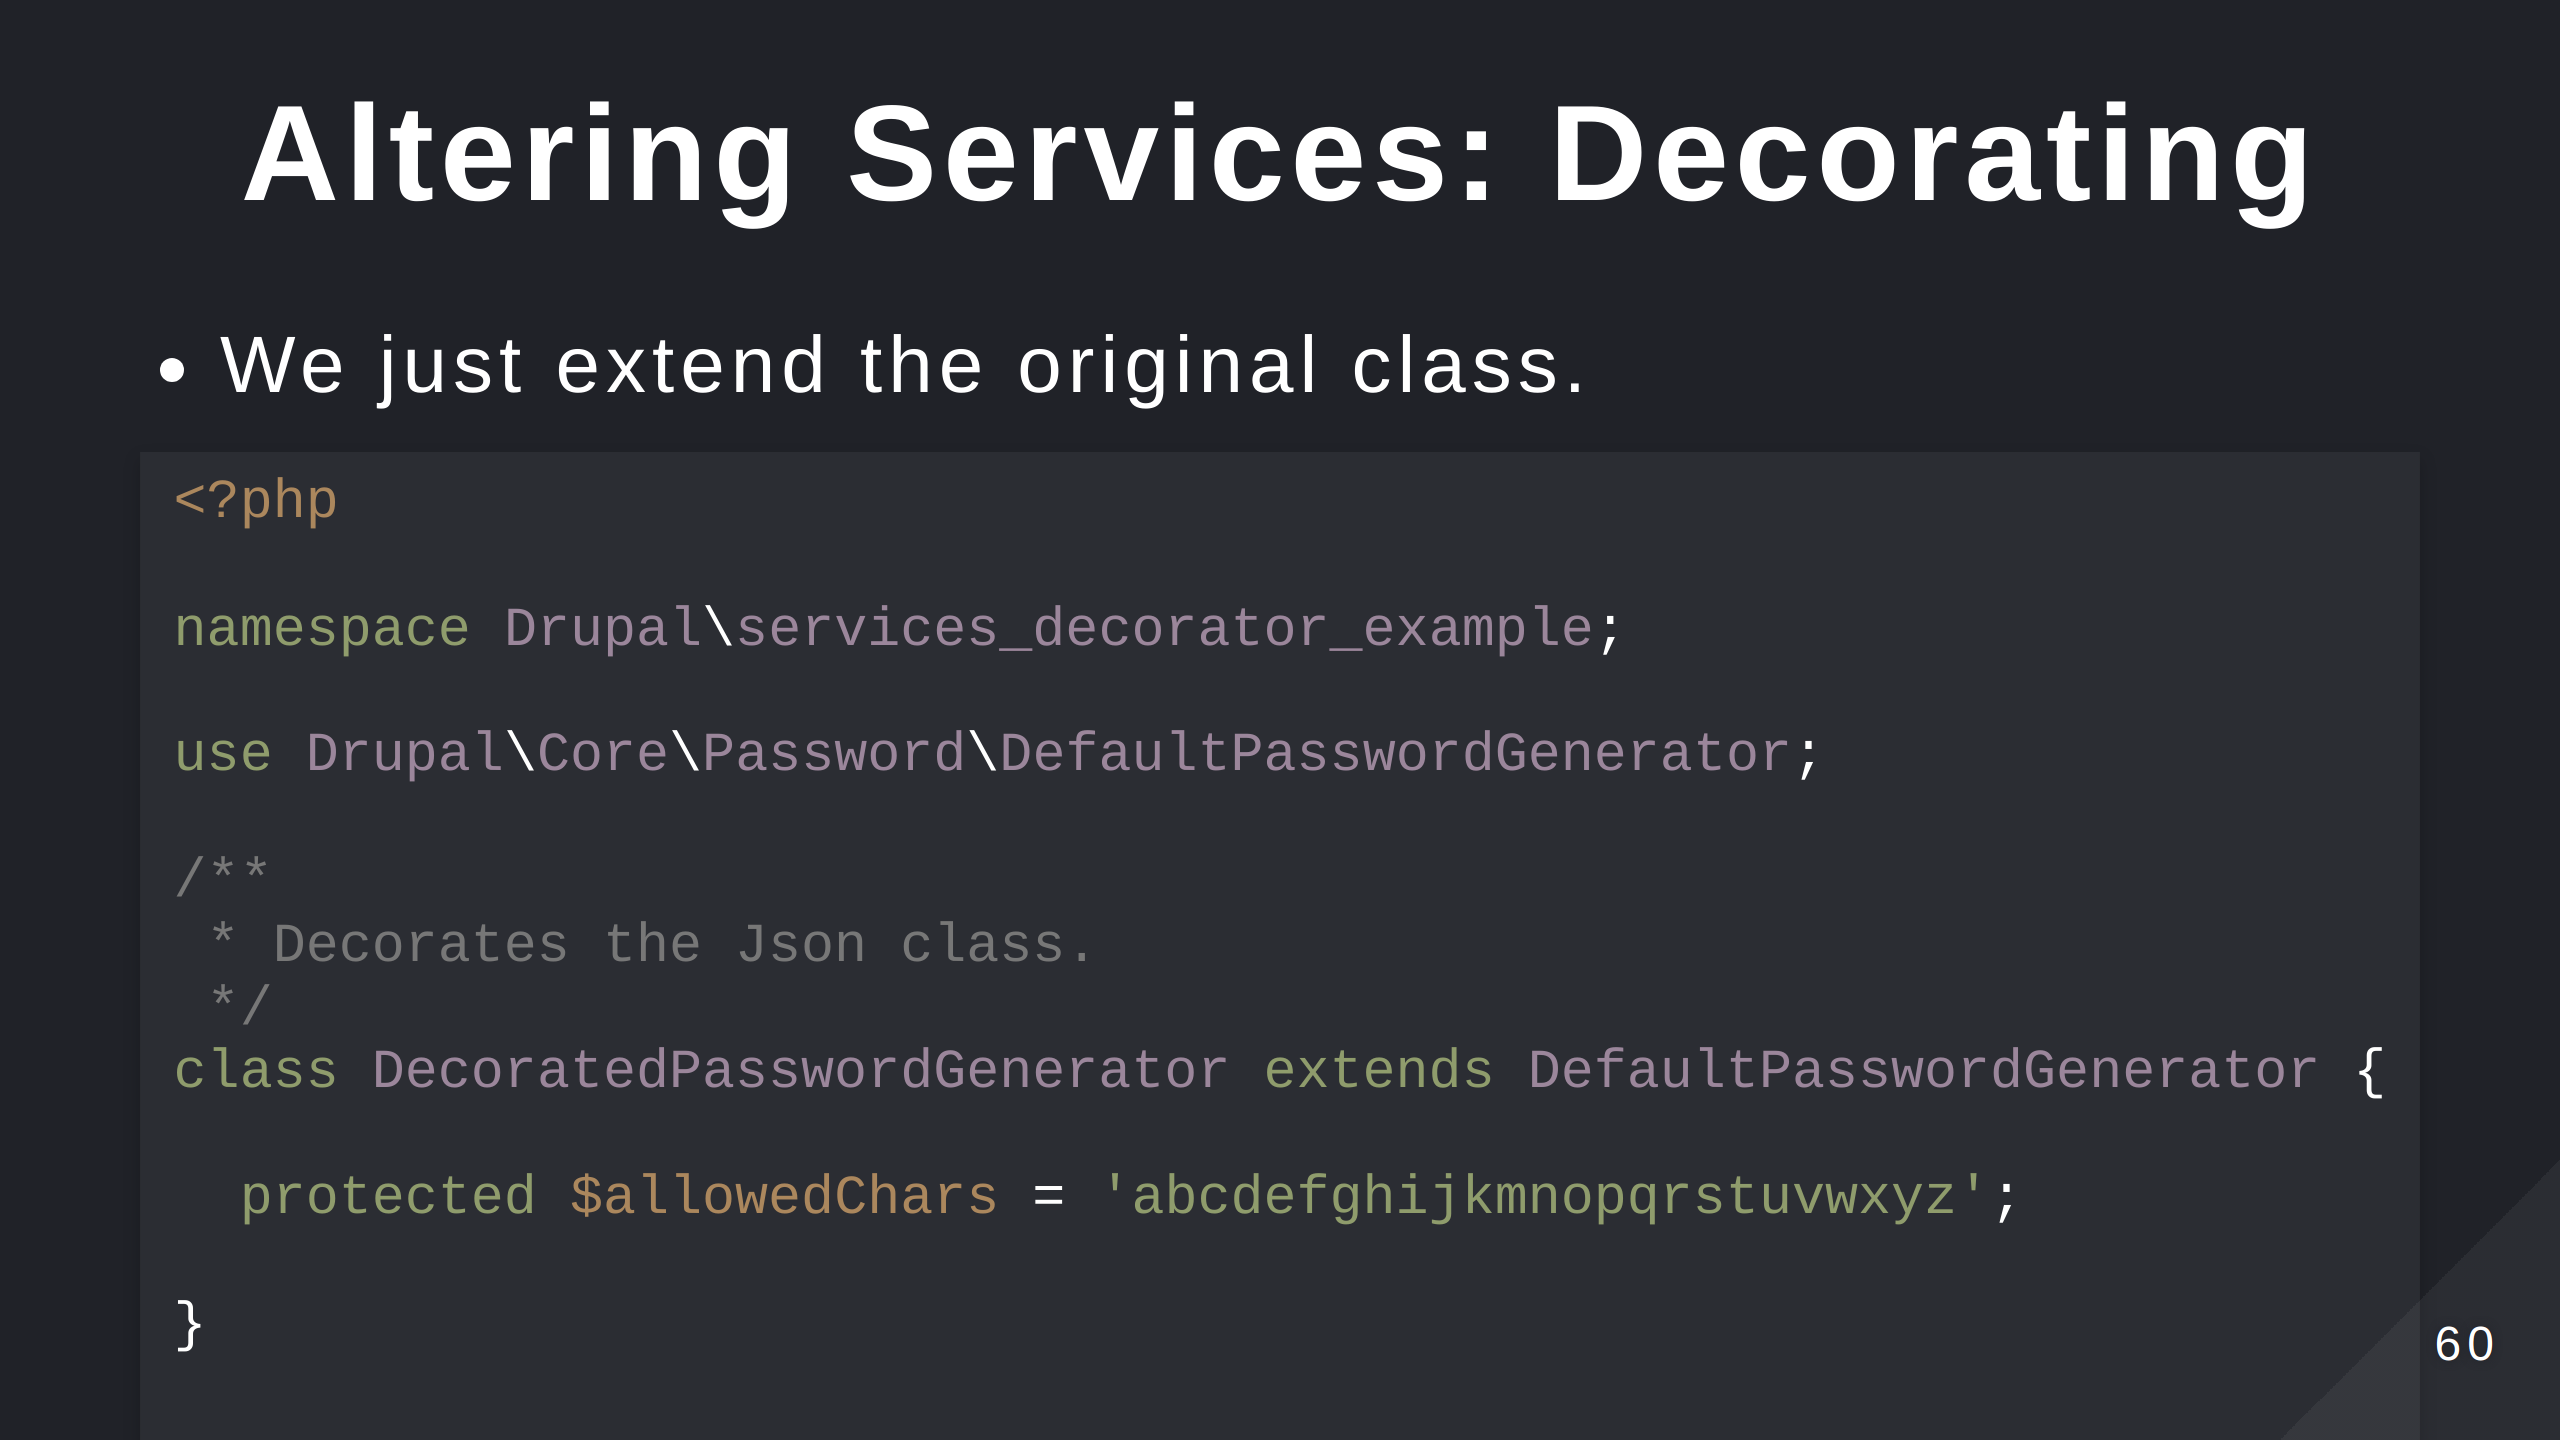 Altering Services: Decorating
• We just extend the original class.
<?php
namespace Drupal\services_decorator_example;
use Drupal\Core\Password\DefaultPasswordGenerator;
/**
 * Decorates the Json class.
 */
class DecoratedPasswordGenerator extends DefaultPasswordGenerator {
  protected $allowedChars = 'abcdefghijkmnopqrstuvwxyz';
}
60